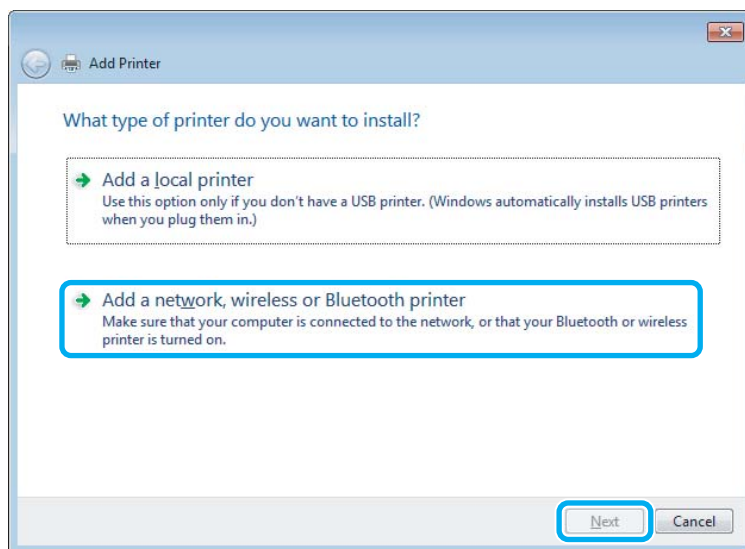 Add Printer
What type of printer do you want to install?
Add a local printer
Use this option only if you don't have a USB printer. (Windows automatically installs USB printers
when you plug them in.)
Add a network, wireless or Bluetooth printer
Make sure that your computer is connected to the network, or that your Bluetooth or wireless
printer is turned on.
Next
Cancel